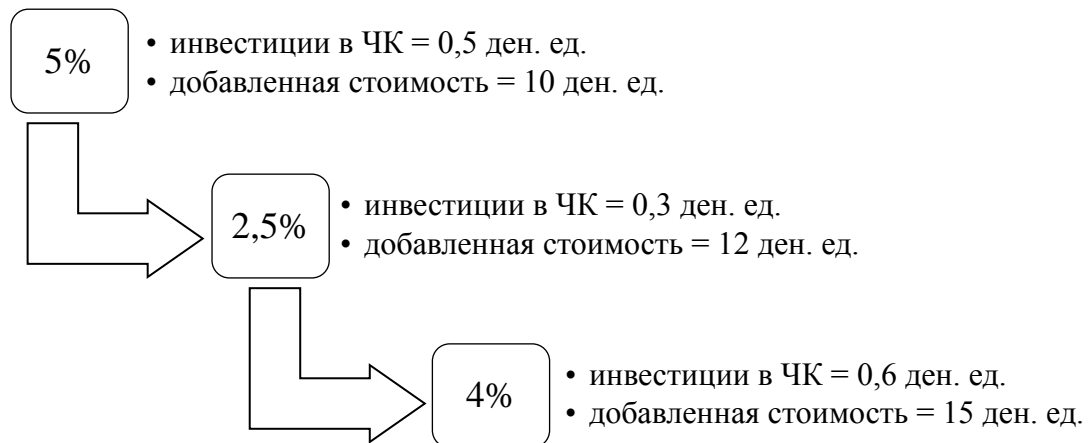 5%
• инвестиции в ЧК = 0,5 ден. ед.
• добавленная стоимость = 10 ден. ед.
2,5%
• инвестиции в ЧК = 0,3 ден. ед.
• добавленная стоимость = 12 ден. ед.
4%
• инвестиции в ЧК = 0,6 ден. ед.
• добавленная стоимость = 15 ден. ед.